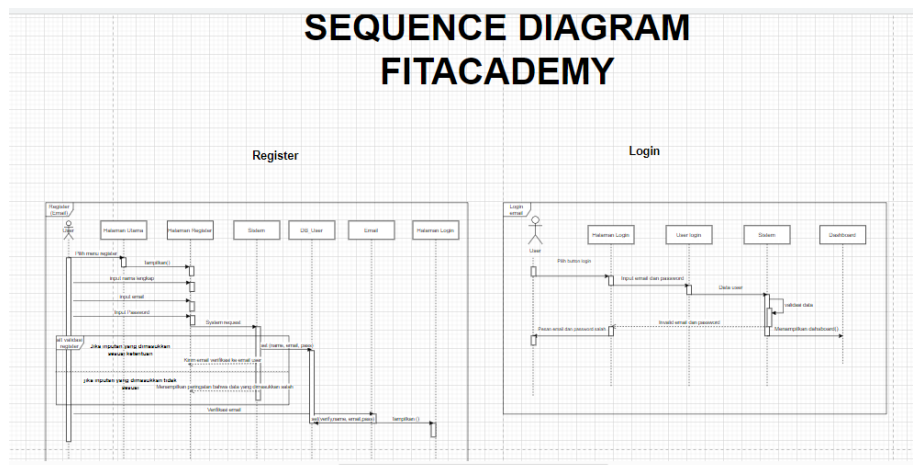 SEQUENCE DIAGRAM
FITACADEMY
Register
Login
Register
(Email)
User
Halaman Utama
Halaman Register
Sistem
DB_User
Email
Halaman Login
Pilih menu register
Tampilkan()
Input nama lengkap
Input email
Input Password
System request
alt validasi
register
Jika inputan yang dimasukkan
sesuai ketentuan
set (name, email, pass)
Kirim email verifikasi ke email user
Jika inputan yang dimasukkan tidak
sesuai
Menampilkan peringatan bahwa data yang dimasukkan salah
Verifikasi email
set(verif,name, email,pass)
Tampilkan ()
Login
email
User
Halaman Login
User login
Sistem
Dashboard
Pilih button login
Input email dan password
Data user
validasi data
Invalid email dan password
Pesan email dan password salah
Menampilkan dahsboard()